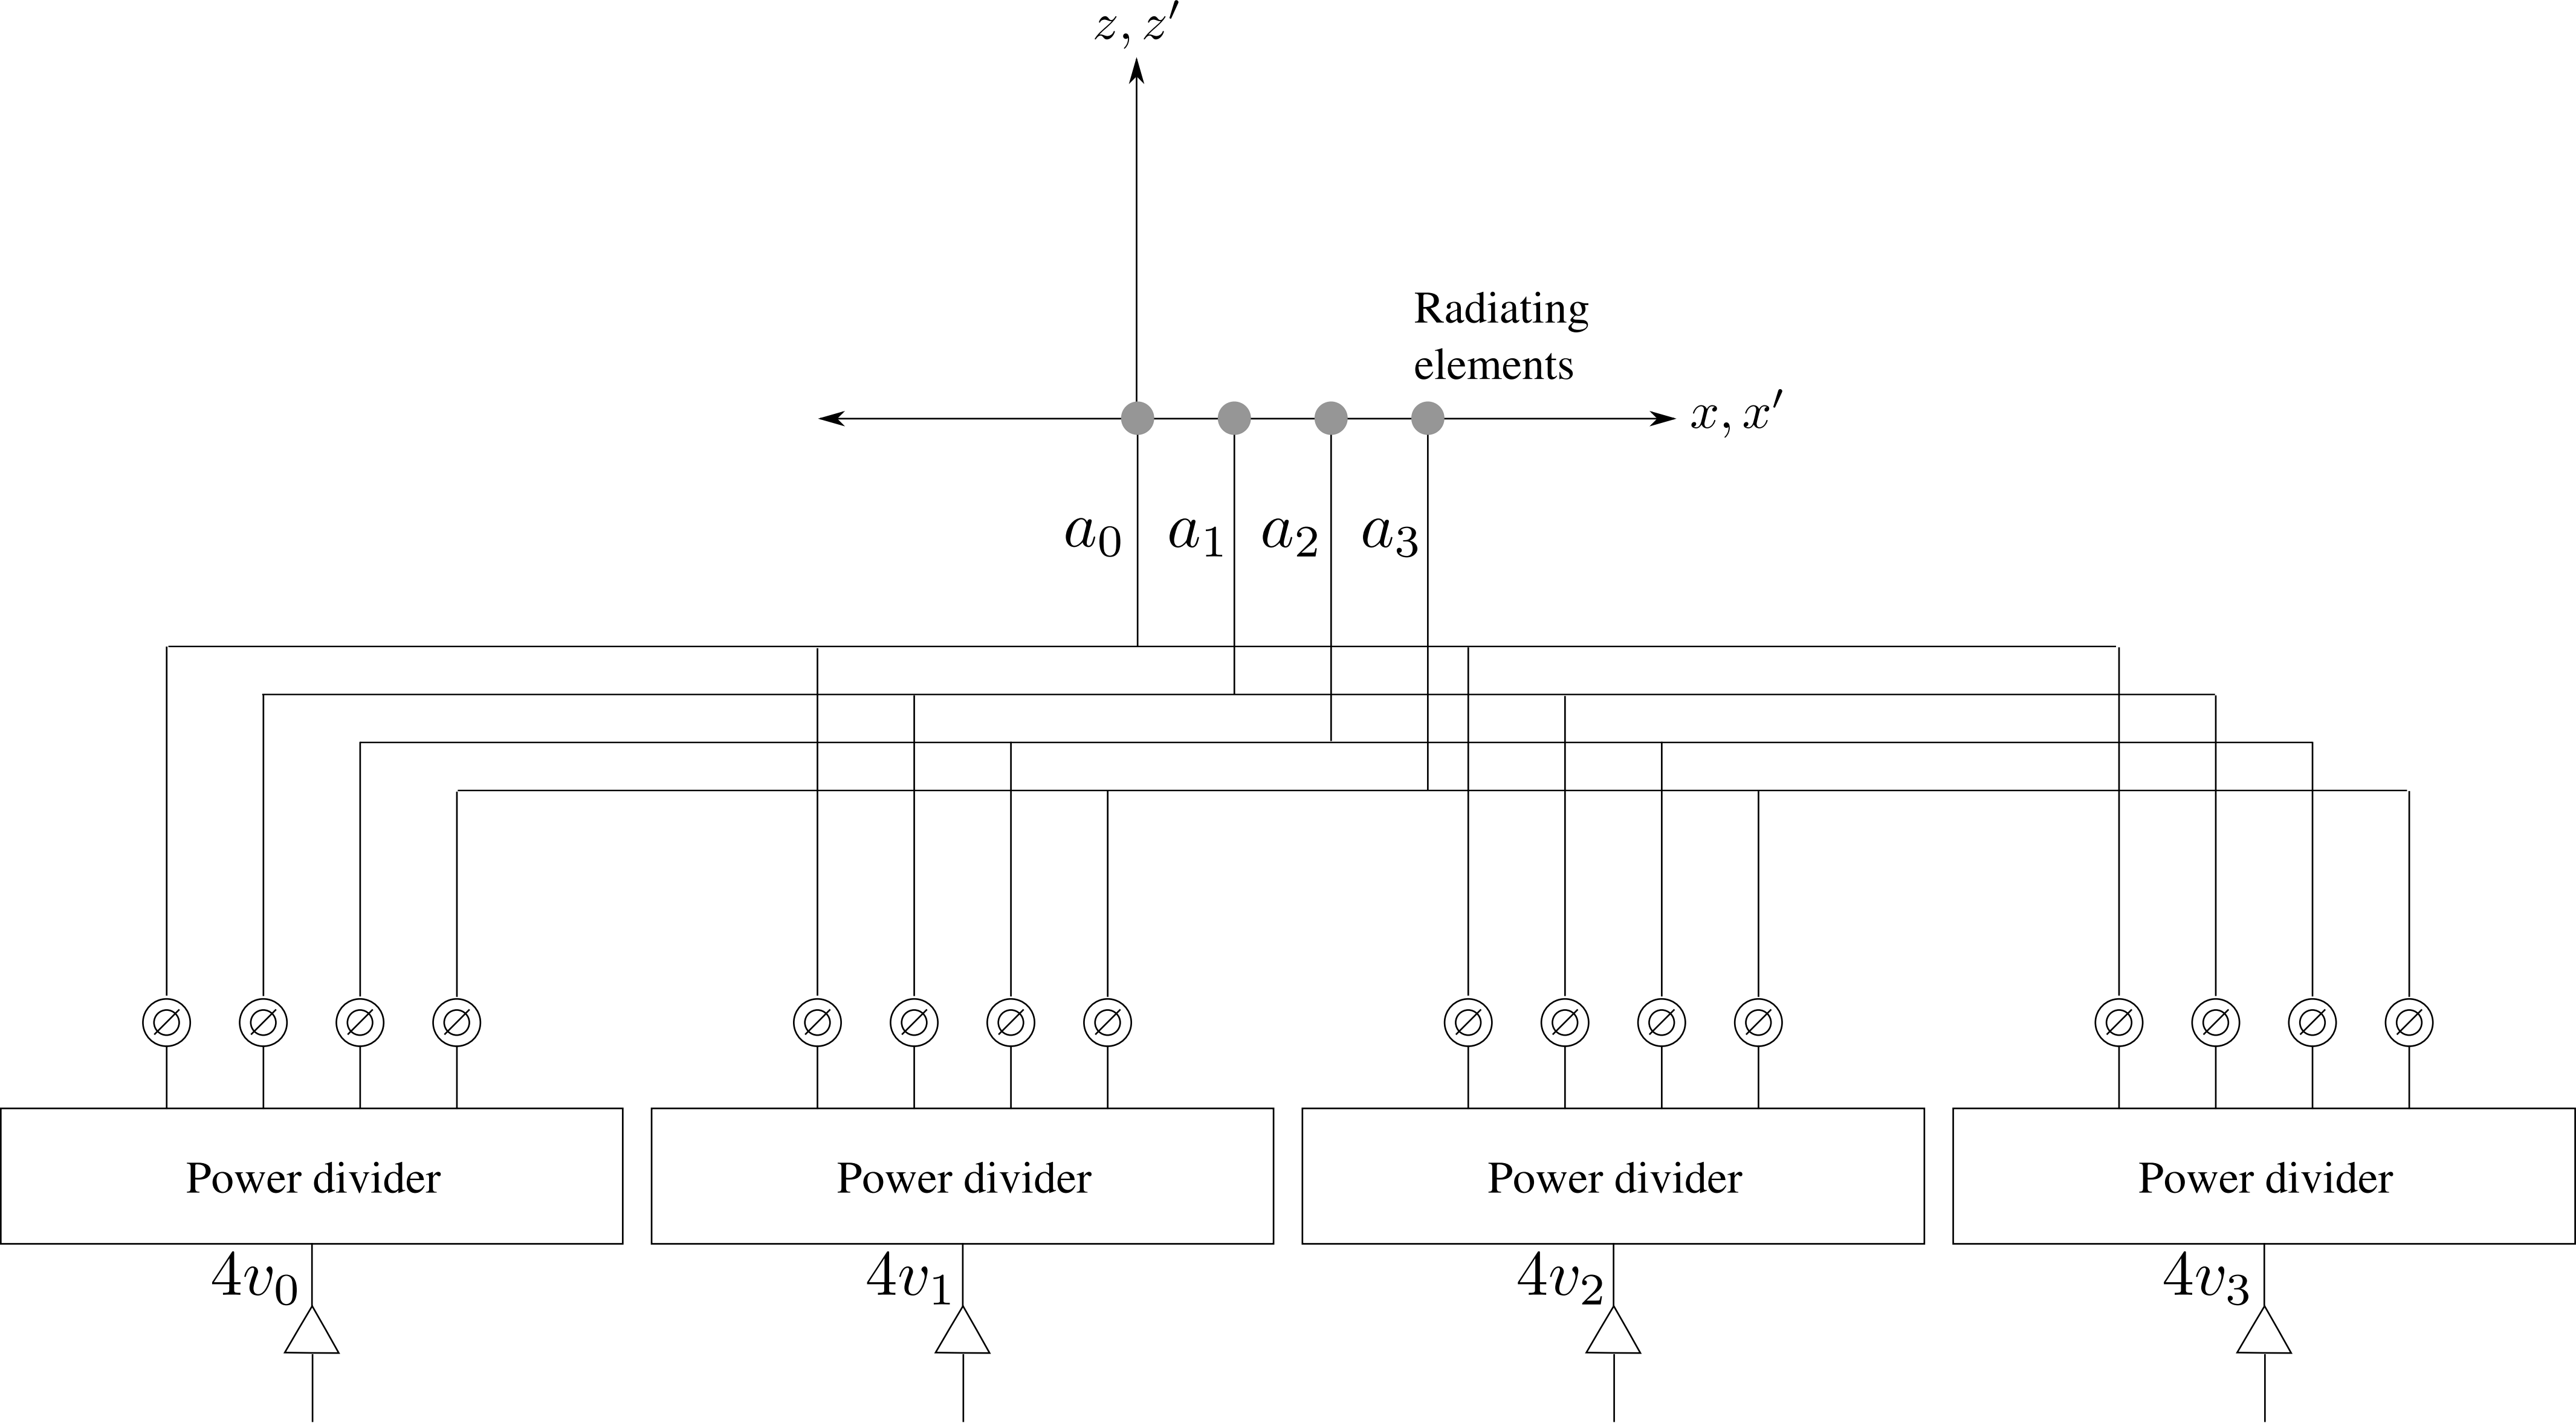 z, z′
Radiating
elements
x, x′
a₀ a₁ a₂ a₃
Power divider Power divider Power divider Power divider
4v₀ 4v₁ 4v₂ 4v₃